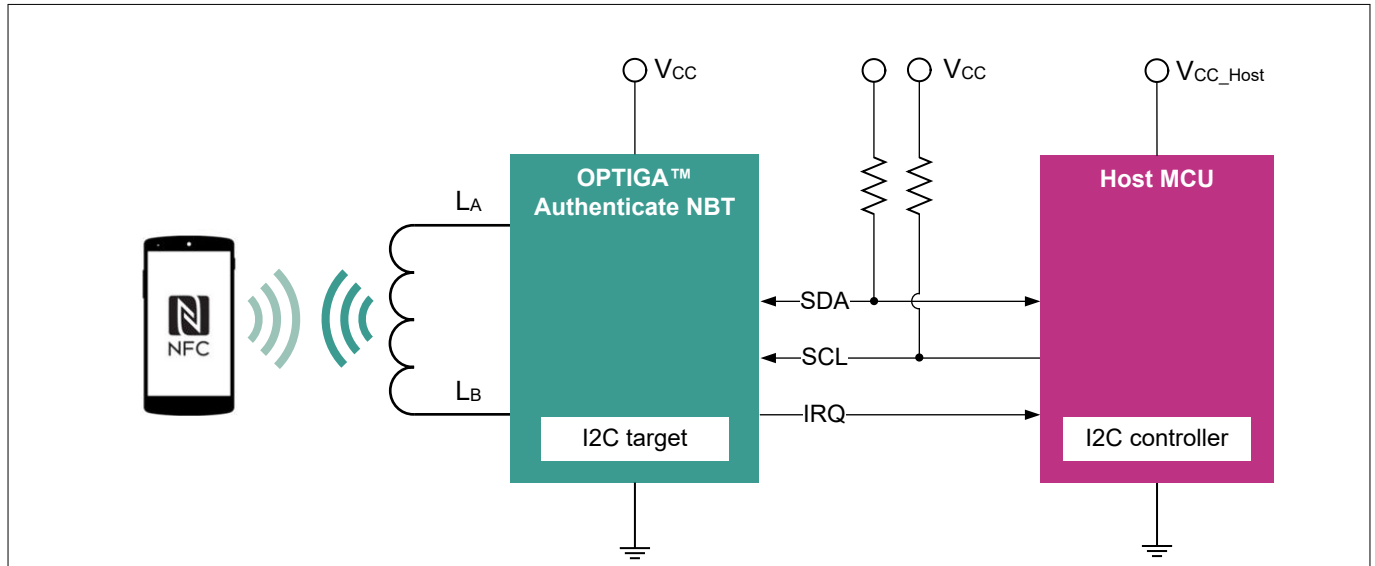 VCC
VCC
VCC_Host
OPTIGA™
Authenticate NBT
Host MCU
LA
SDA
NFC
SCL
LB
IRQ
I2C target
I2C controller